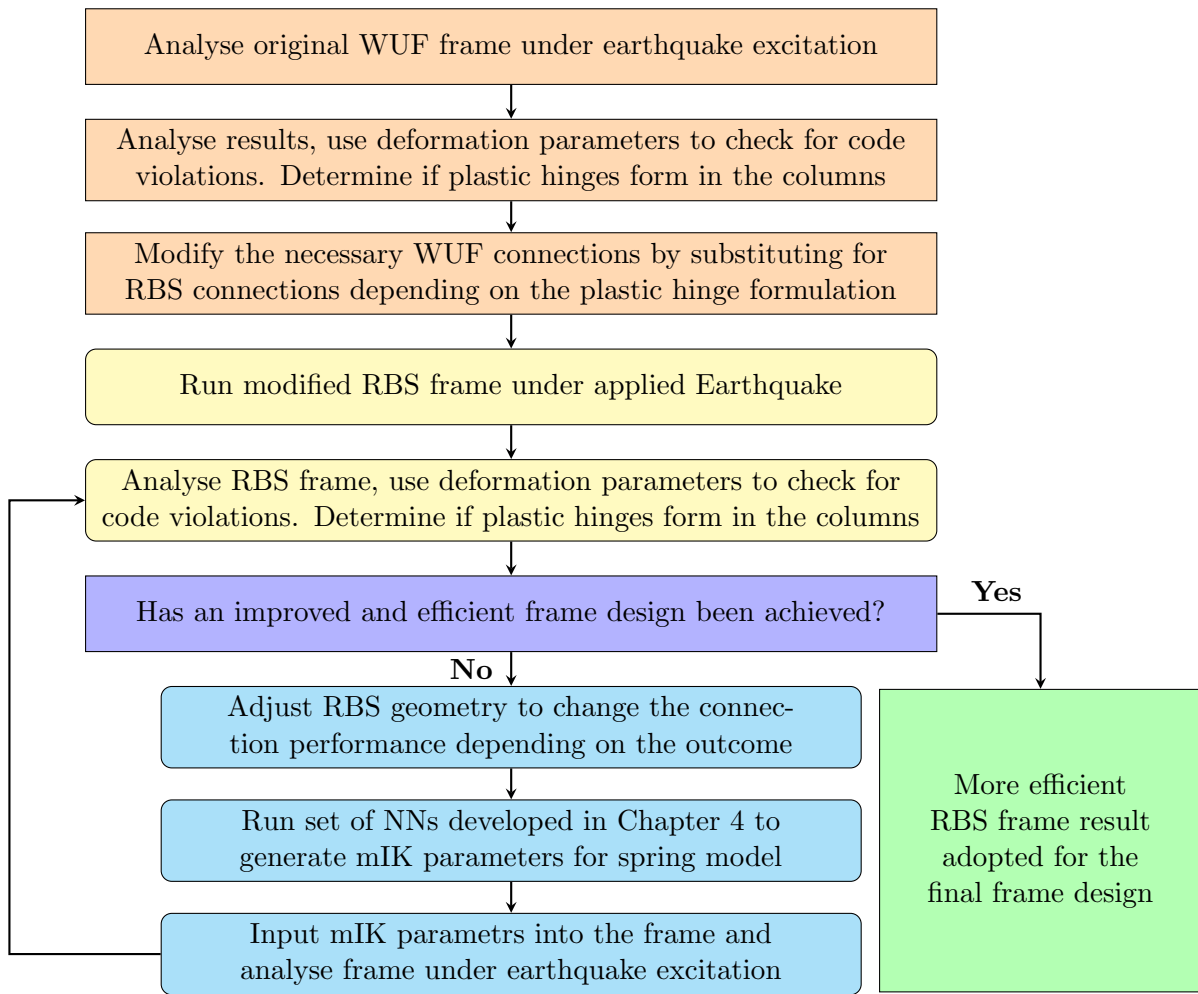 Analyse original WUF frame under earthquake excitation
Analyse results, use deformation parameters to check for code
violations. Determine if plastic hinges form in the columns
Modify the necessary WUF connections by substituting for
RBS connections depending on the plastic hinge formulation
Run modified RBS frame under applied Earthquake
Analyse RBS frame, use deformation parameters to check for
code violations. Determine if plastic hinges form in the columns
Has an improved and efficient frame design been achieved?
Yes
No
Adjust RBS geometry to change the connec-
tion performance depending on the outcome
Run set of NNs developed in Chapter 4 to
generate mIK parameters for spring model
Input mIK parametrs into the frame and
analyse frame under earthquake excitation
More efficient
RBS frame result
adopted for the
final frame design